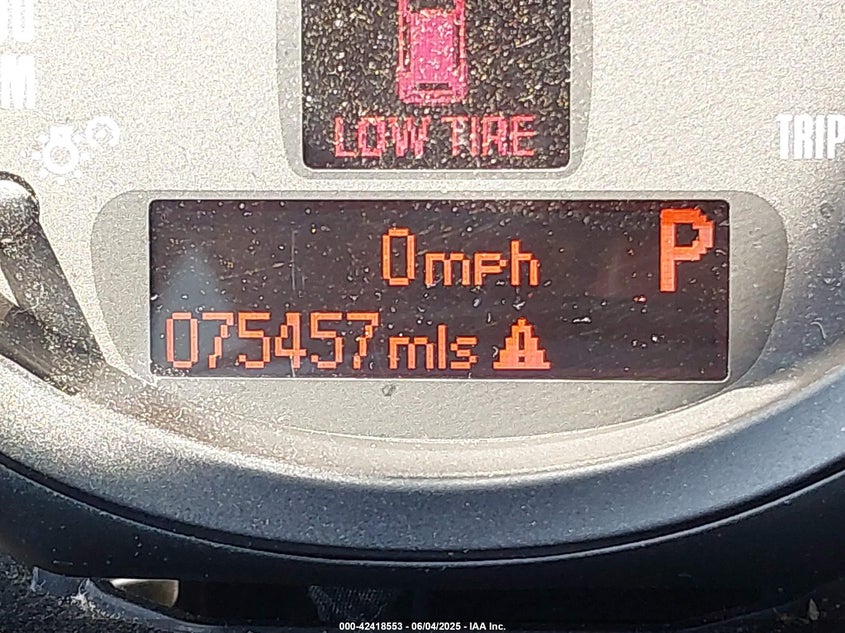 LOW TIRE
TRIP
0mph
P
075457mls
000-42418553 - 06/04/2025 - IAA Inc.